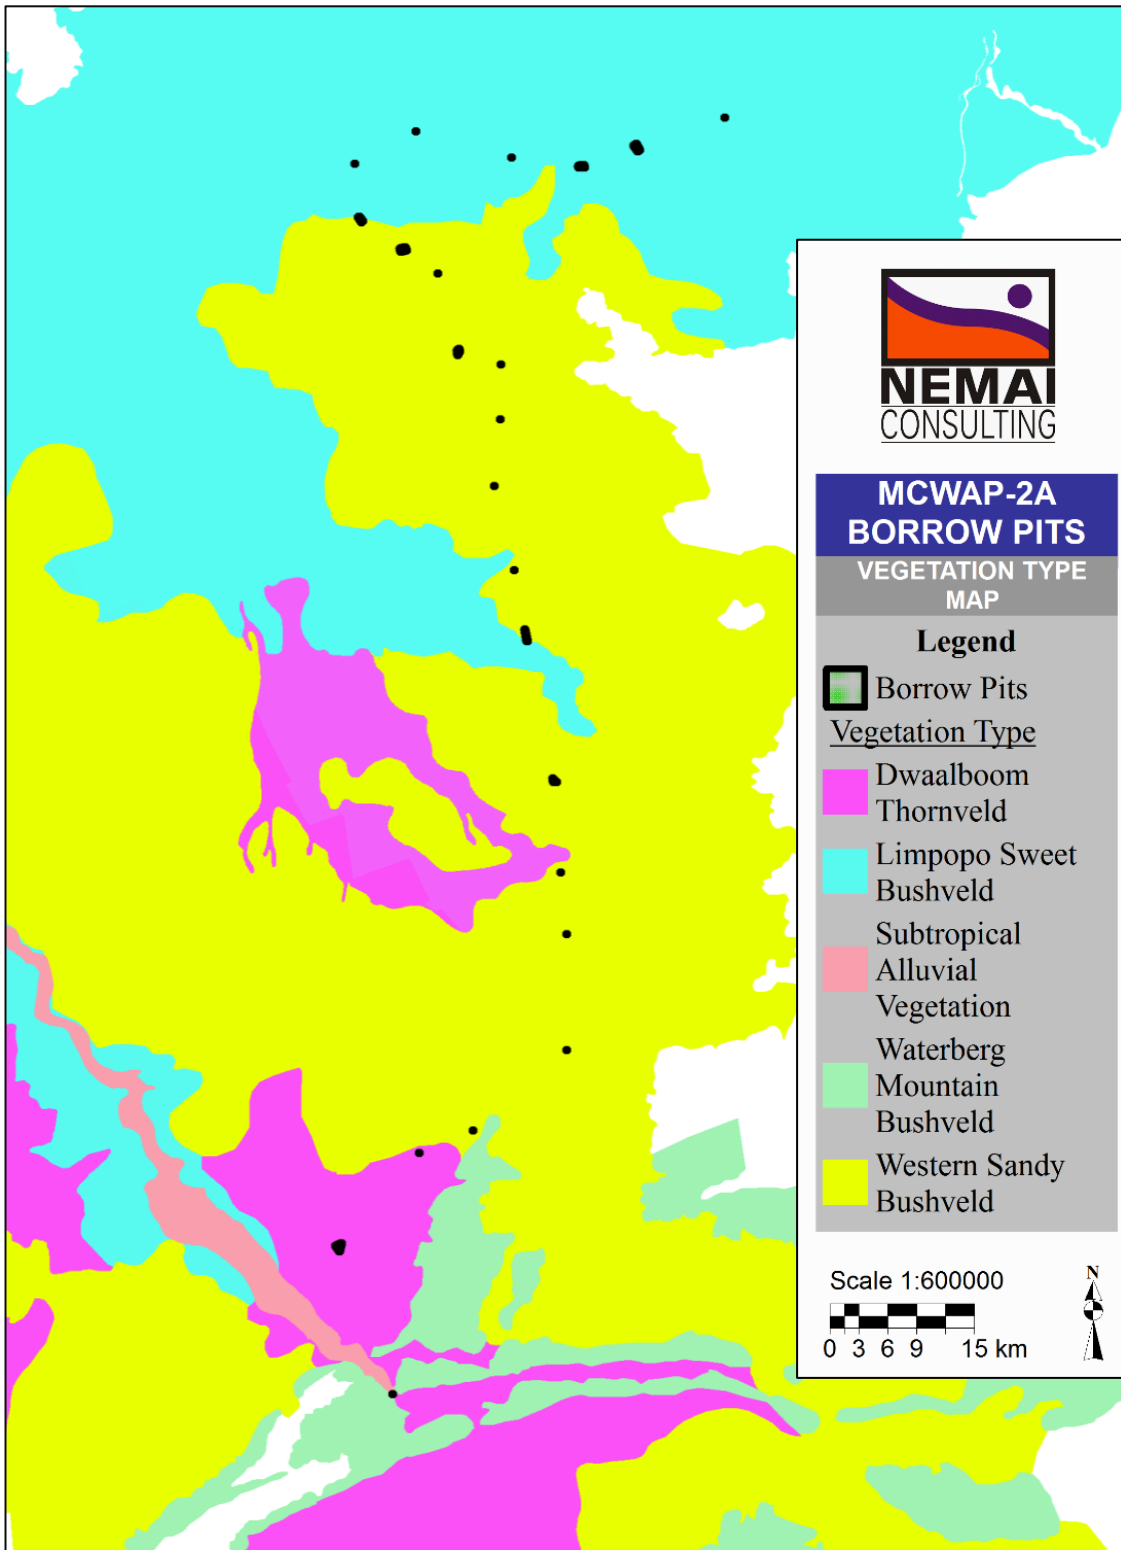 NEMAI
CONSULTING
MCWAP-2A
BORROW PITS
VEGETATION TYPE
MAP
Legend
Borrow Pits
Vegetation Type
Dwaalboom
Thornveld
Limpopo Sweet
Bushveld
Subtropical
Alluvial
Vegetation
Waterberg
Mountain
Bushveld
Western Sandy
Bushveld
Scale 1:600000
N
0 3 6 9 15 km